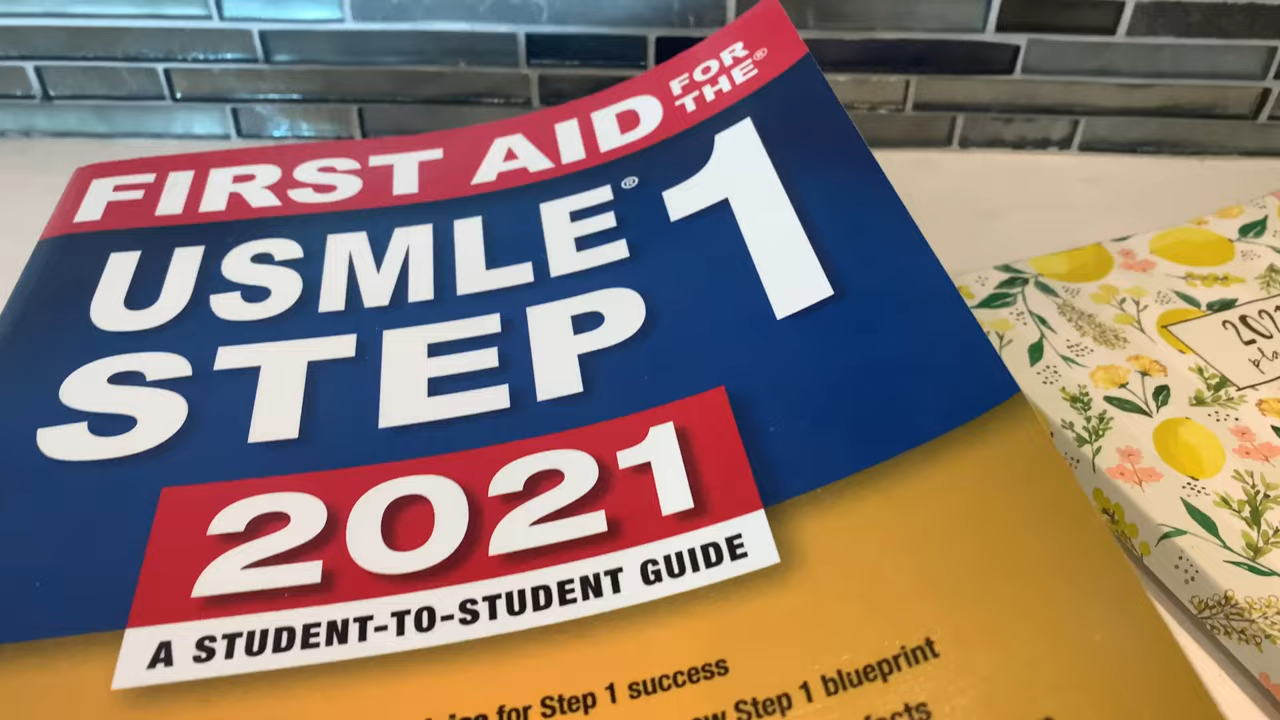 FIRST AID FOR
THE®
USMLE® 1
STEP
2021
A STUDENT-TO-STUDENT GUIDE
for Step 1 success
Step 1 blueprint
2021